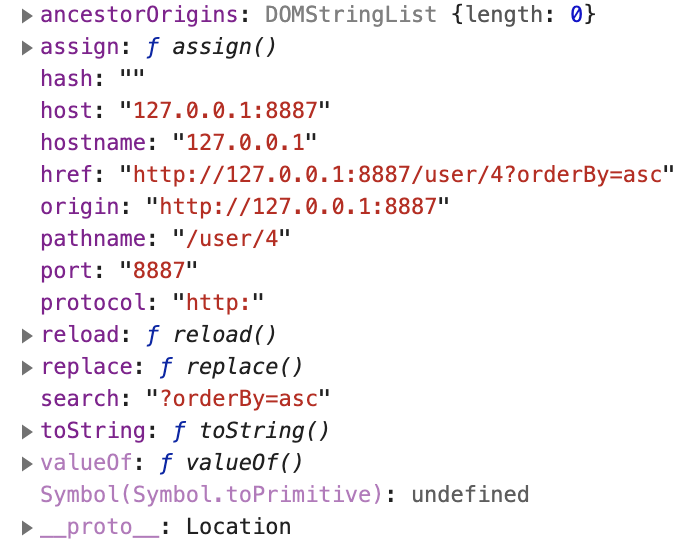 ancestorOrigins: DOMStringList {length: 0}
assign: ƒ assign()
hash: ""
host: "127.0.0.1:8887"
hostname: "127.0.0.1"
href: "http://127.0.0.1:8887/user/4?orderBy=asc"
origin: "http://127.0.0.1:8887"
pathname: "/user/4"
port: "8887"
protocol: "http:"
reload: ƒ reload()
replace: ƒ replace()
search: "?orderBy=asc"
toString: ƒ toString()
valueOf: ƒ valueOf()
Symbol(Symbol.toPrimitive): undefined
__proto__: Location